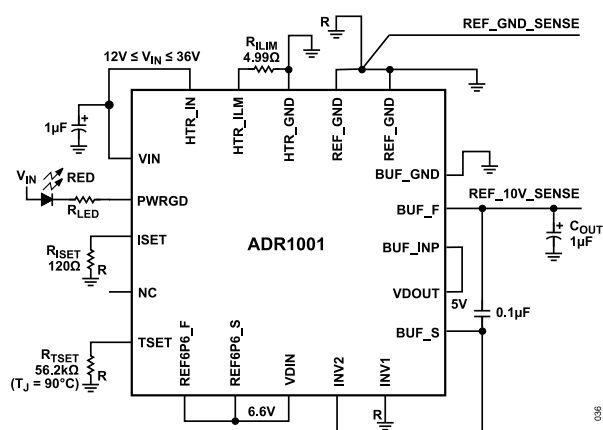 R
REF_GND_SENSE
12V ≤ VIN ≤ 36V
RILIM
4.99Ω
1µF
+
HTR_IN
HTR_ILM
HTR_GND
REF_GND
REF_GND
VIN
VIN
RED
RLED
PWRGD
BUF_GND
REF_10V_SENSE
BUF_F
ISET
RISET
120Ω
R
ADR1001
BUF_INP
+
COUT
1µF
NC
VDOUT
5V
0.1µF
TSET
BUF_S
RTSET
56.2kΩ
(TJ = 90°C)
R
REF6P6_F
REF6P6_S
VDIN
INV2
INV1
6.6V
R
036